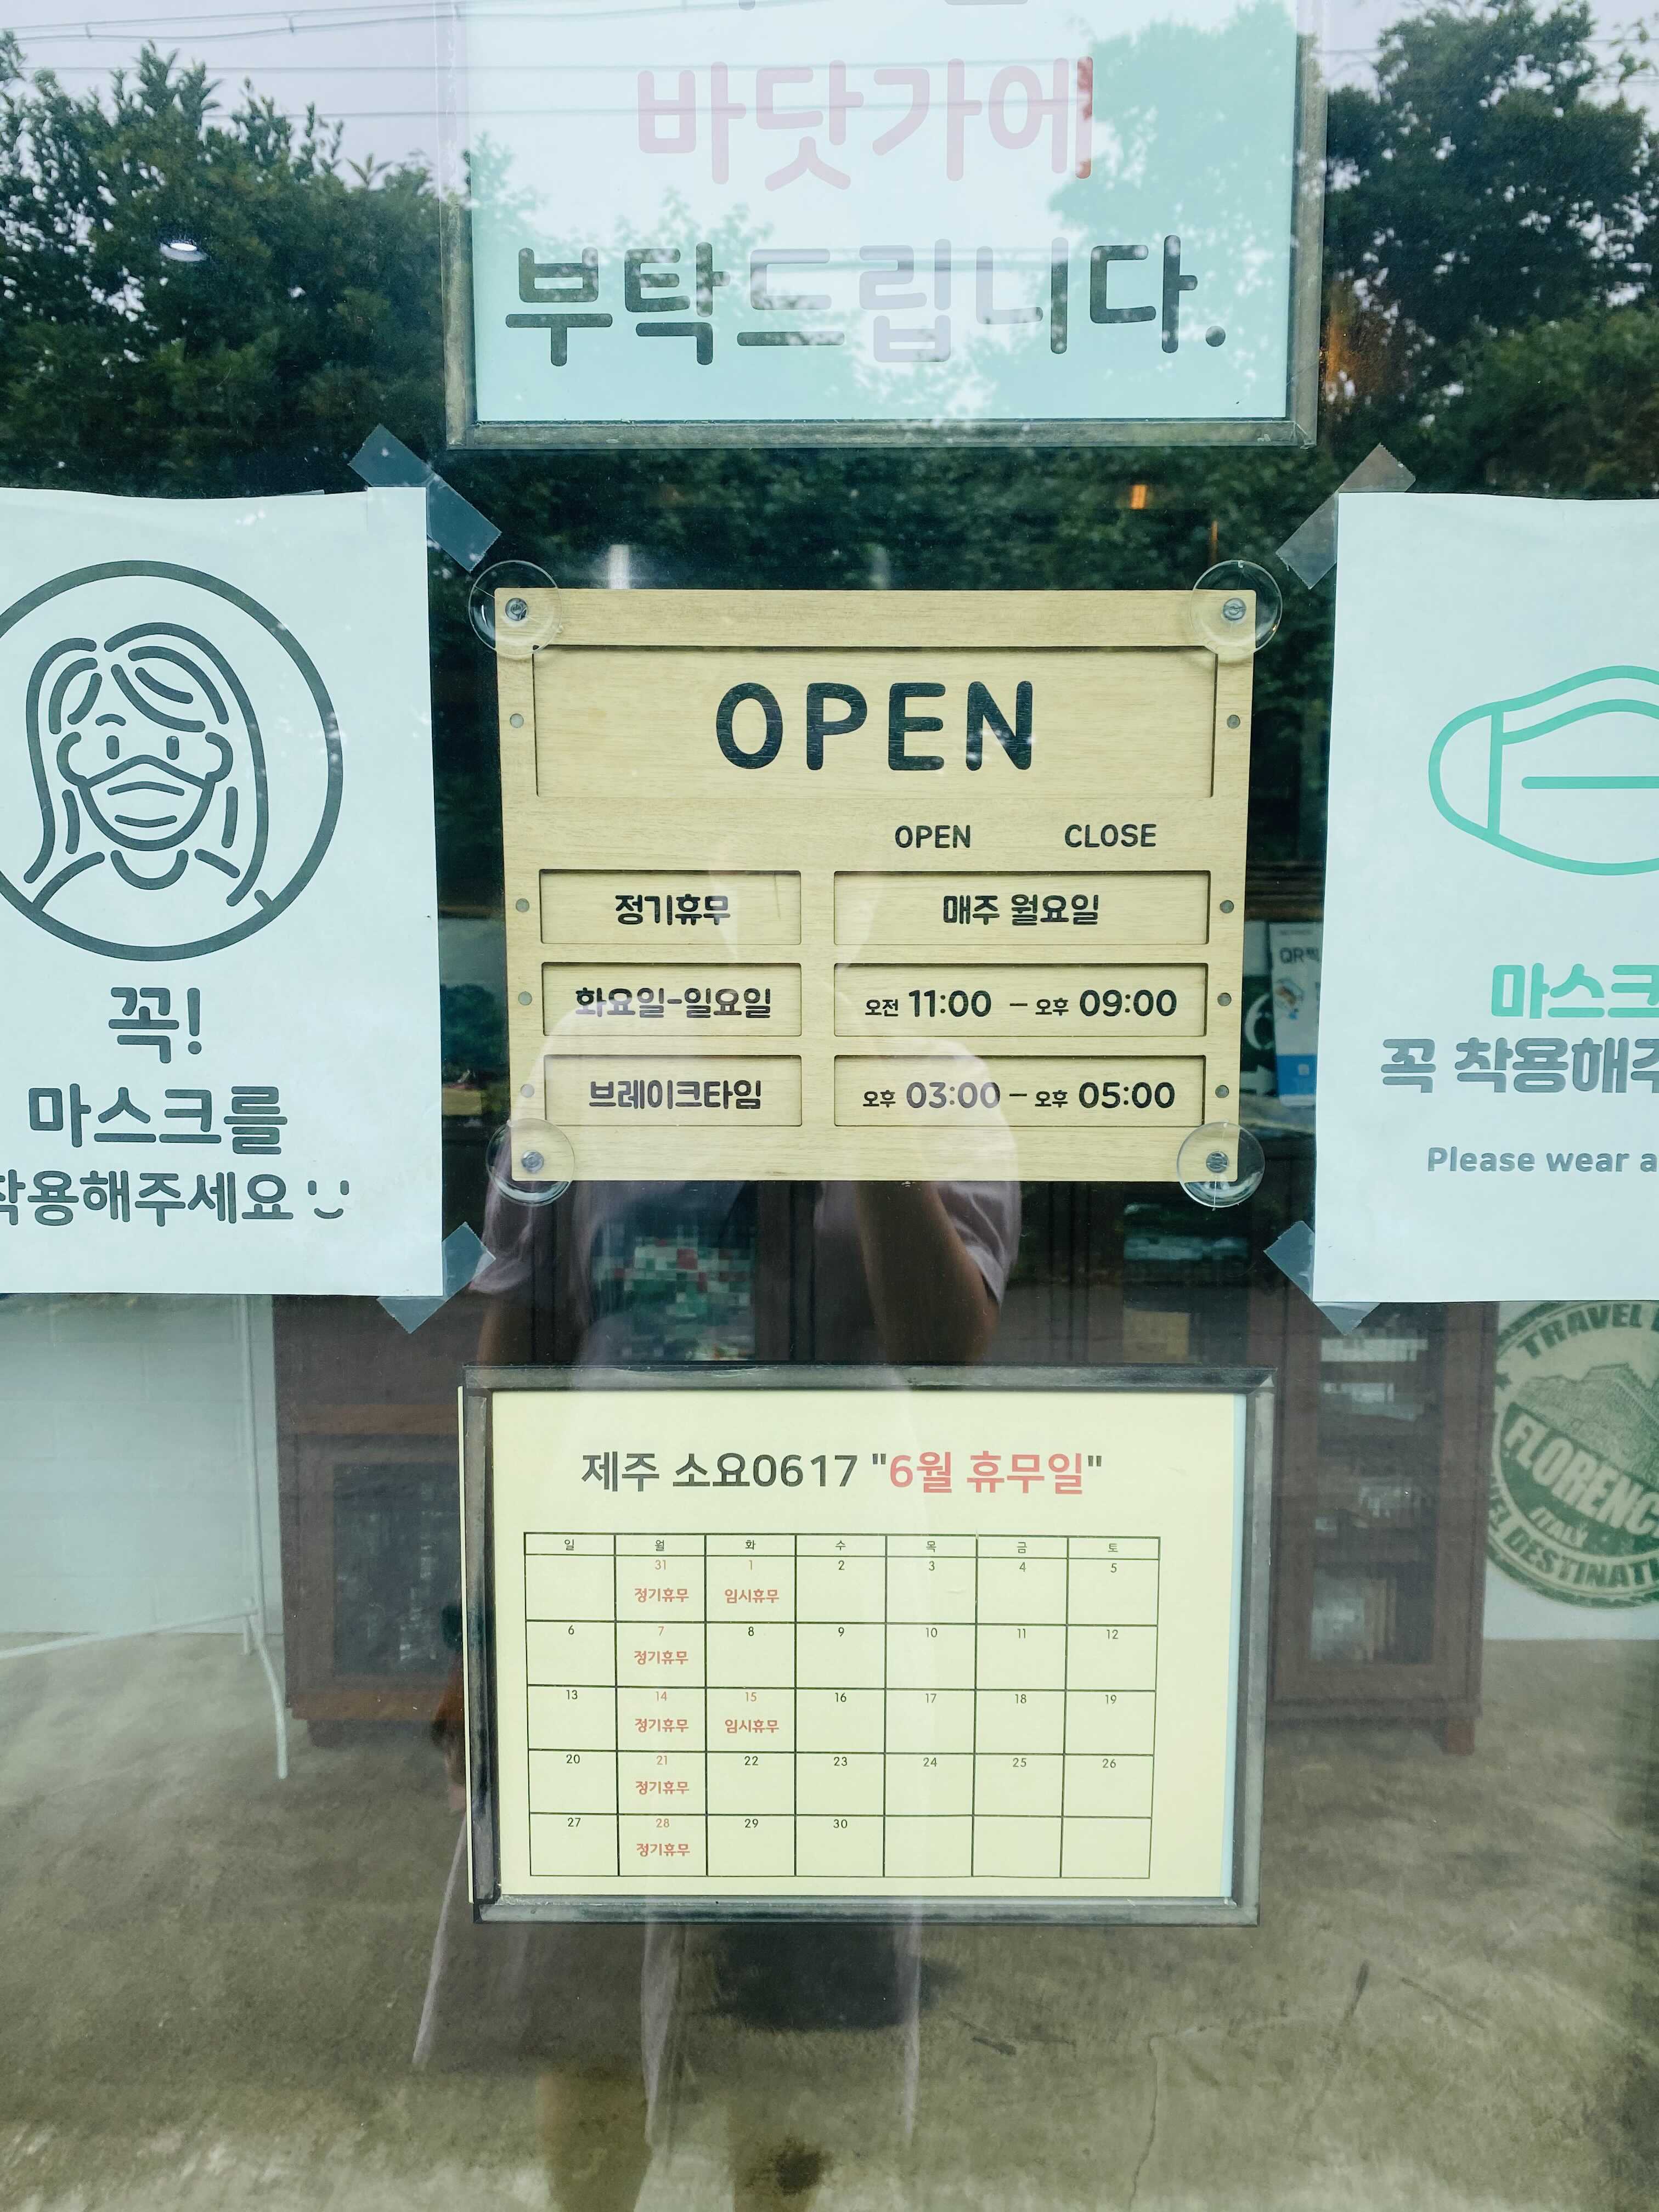 바닷가에
부탁드립니다.
꼭!
마스크를
착용해주세요
OPEN
OPEN CLOSE
정기휴무 매주 월요일
화요일-일요일 오전 11:00 - 오후 09:00
브레이크타임 오후 03:00 - 오후 05:00
QR
마스크
꼭 착용해주
Please wear a
제주 소요0617 "6월 휴무일"
일 월 화 수 목 금 토
31 1 2 3 4 5
정기휴무 임시휴무
6 7 8 9 10 11 12
정기휴무
13 14 15 16 17 18 19
정기휴무 임시휴무
20 21 22 23 24 25 26
정기휴무
27 28 29 30
정기휴무
TRAVEL
FLORENC
ITALY
DESTINATI